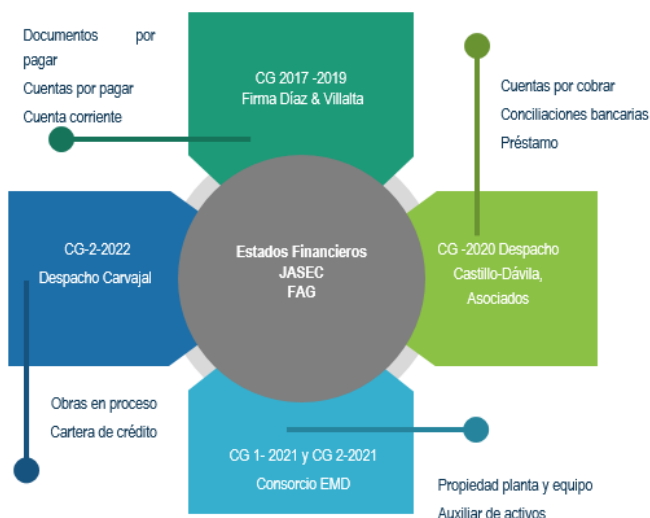 Documentos por
pagar
Cuentas por pagar
Cuenta corriente
CG 2017 -2019
Firma Díaz & Villalta
Cuentas por cobrar
Conciliaciones bancarias
Préstamo
CG-2-2022
Despacho Carvajal
Estados Financieros
JASEC
FAG
CG -2020 Despacho
Castillo-Dávila,
Asociados
Obras en proceso
Cartera de crédito
CG 1- 2021 y CG 2-2021
Consorcio EMD
Propiedad planta y equipo
Auxiliar de activos